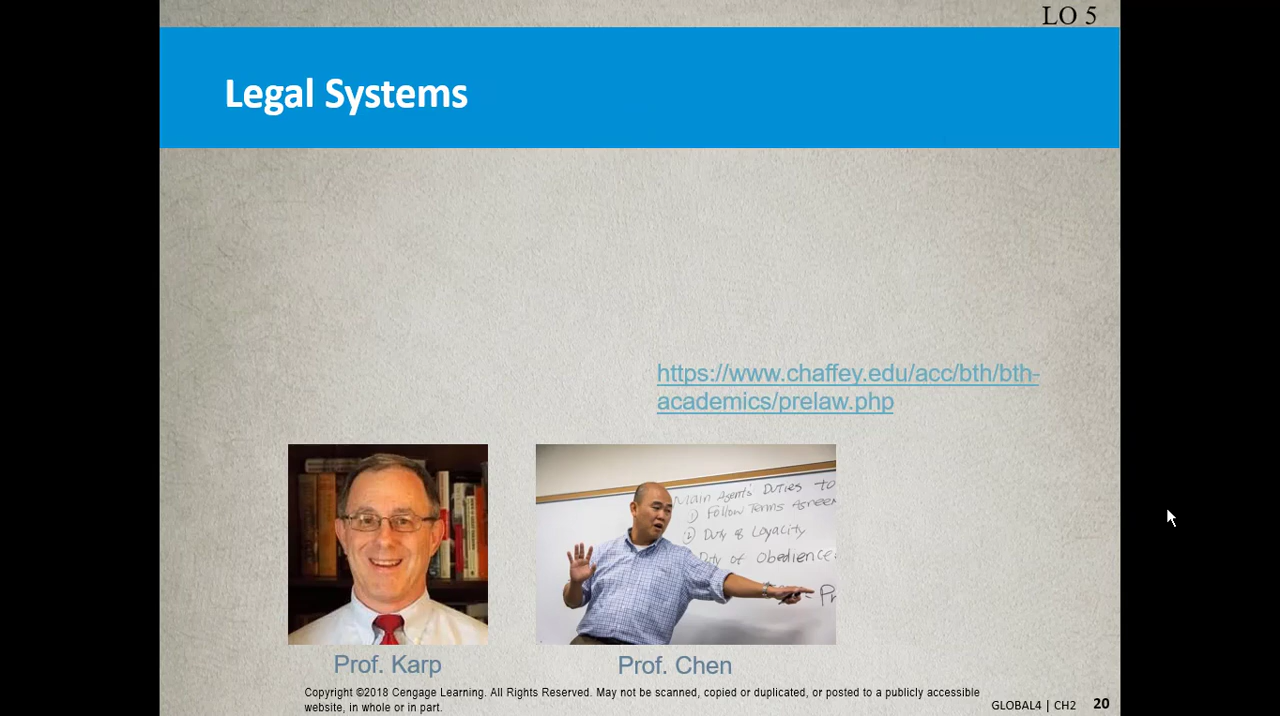 LO 5
Legal Systems
https://www.chaffey.edu/acc/bth/bth-
academics/prelaw.php
Main Agent's Duties to
① Follow Terms Agree
② Duty of Loyalty
Duty of Obedience
Prof. Karp
Prof. Chen
Copyright ©2018 Cengage Learning. All Rights Reserved. May not be scanned, copied or duplicated, or posted to a publicly accessible
website, in whole or in part.
GLOBAL4 | CH2 20